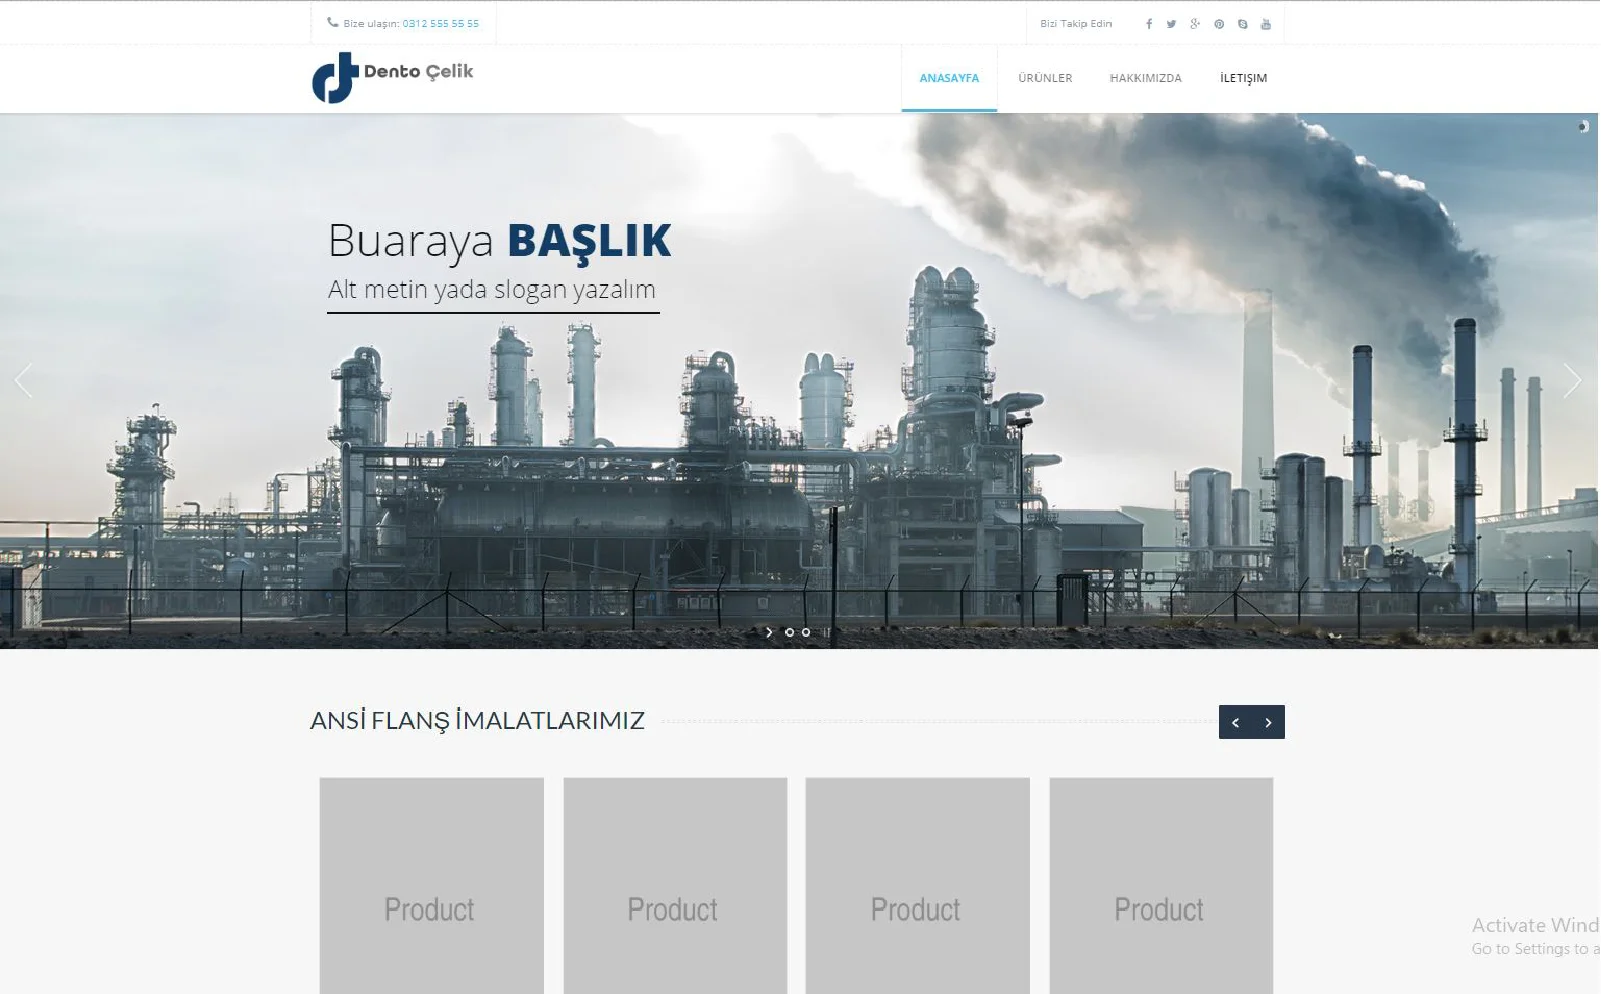 Bize ulaşın: 0312 555 55 55
Bizi Takip Edin
Dento Çelik
ANASAYFA
ÜRÜNLER
HAKKIMIZDA
İLETİŞİM
Buaraya BAŞLIK
Alt metin yada slogan yazalım
ANSİ FLANŞ İMALATLARIMIZ
Product
Product
Product
Product
Activate Wind
Go to Settings to a